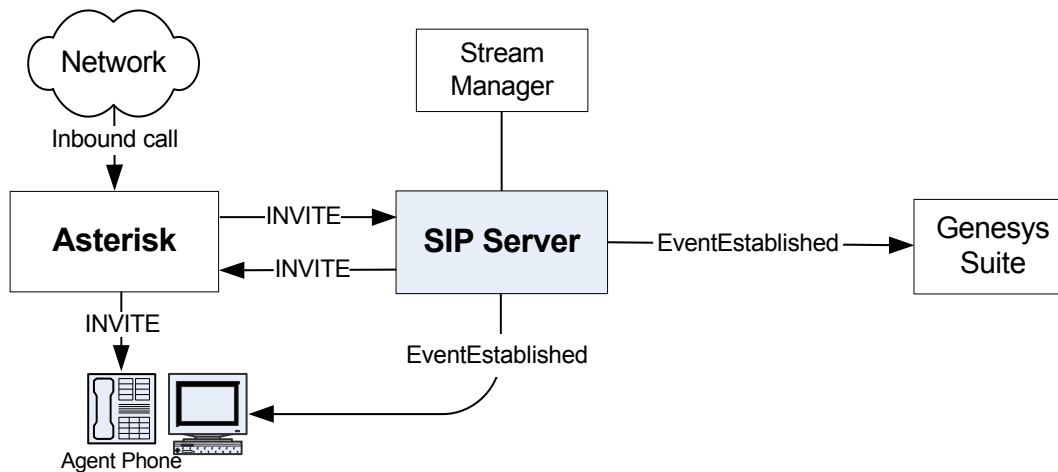 Network
Stream
Manager
Inbound call
Asterisk
INVITE
SIP Server
EventEstablished
Genesys
Suite
INVITE
INVITE
EventEstablished
Agent Phone